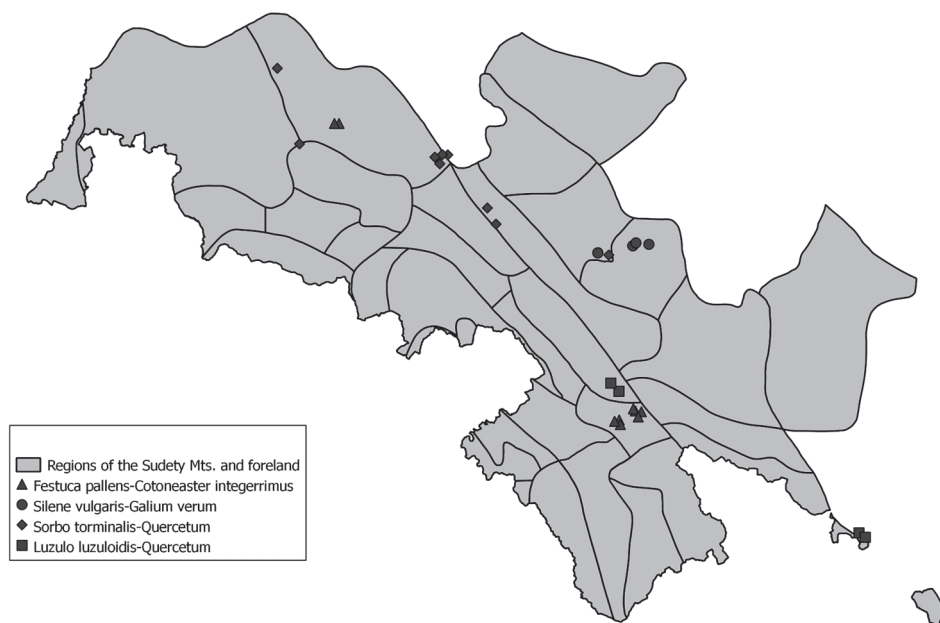 Regions of the Sudety Mts. and foreland
Festuca pallens-Cotoneaster integerrimus
Silene vulgaris-Galium verum
Sorbo torminalis-Quercetum
Luzulo luzuloidis-Quercetum